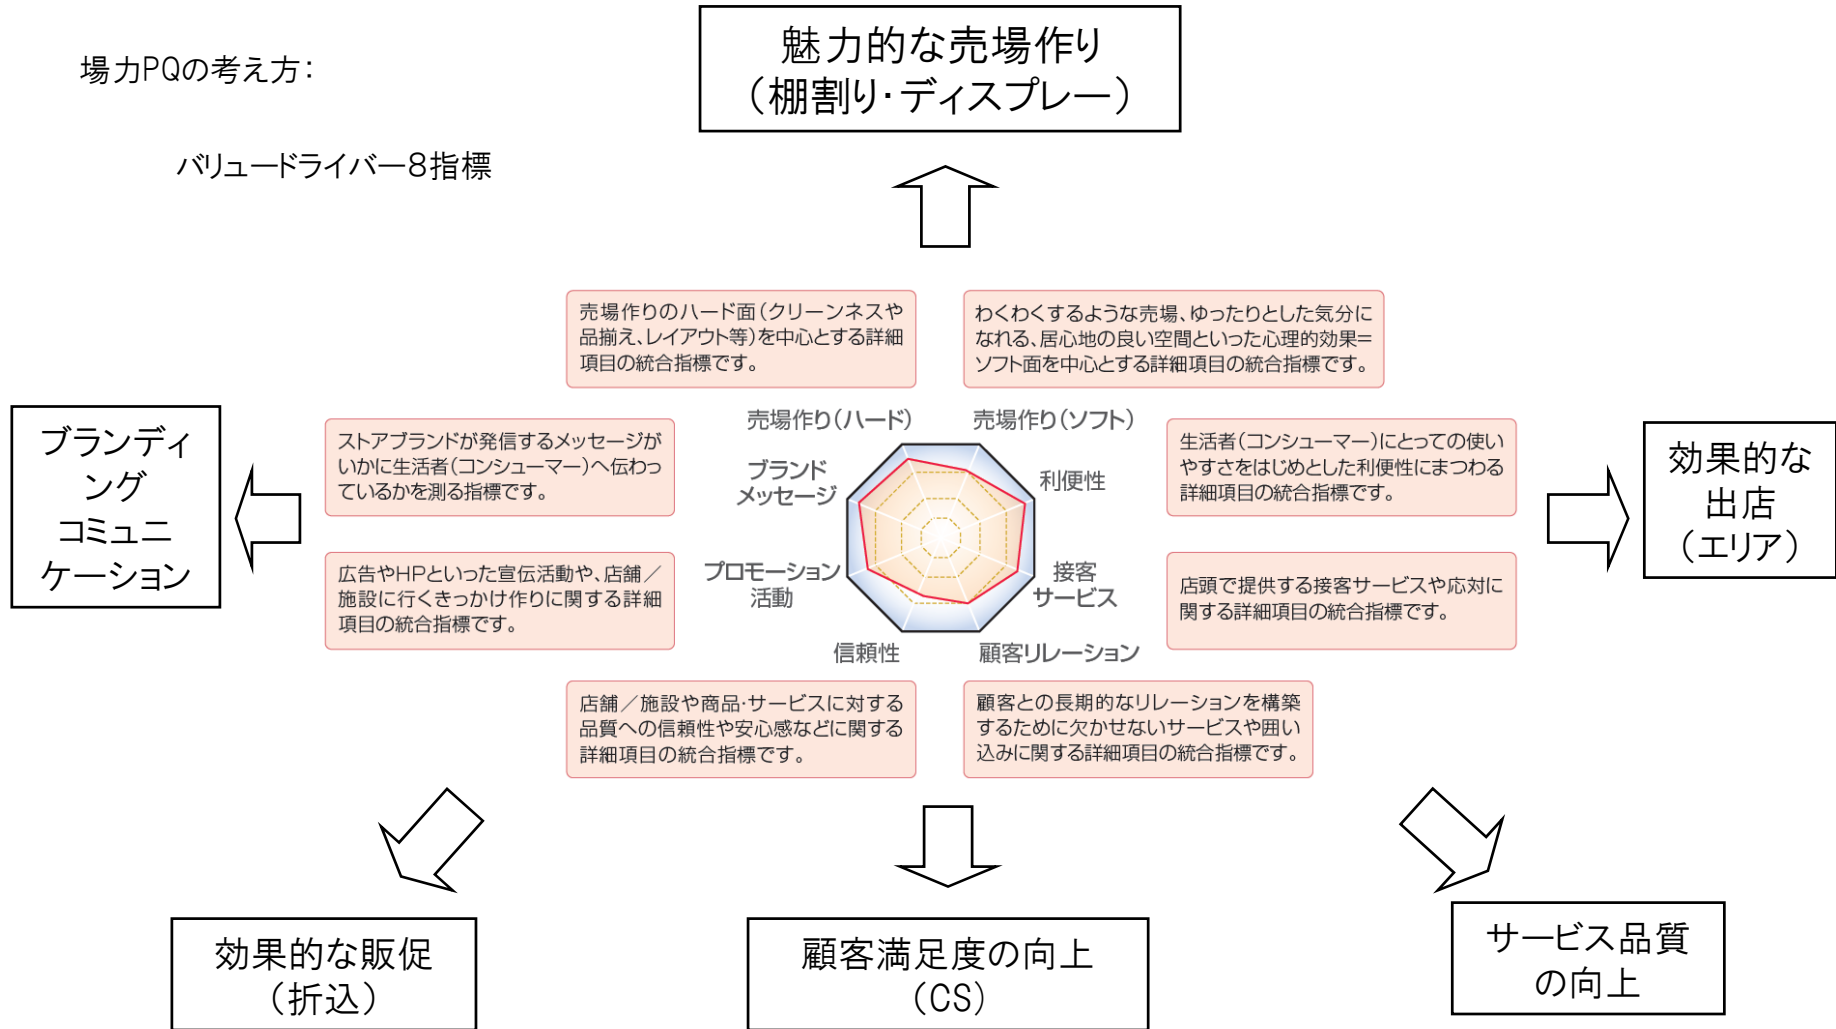 場力PQの考え方：
バリュードライバー８指標
魅力的な売場作り
（棚割り・ディスプレー）
売場作りのハード面（クリーンネスや
品揃え、レイアウト等）を中心とする詳細
項目の統合指標です。
わくわくするような売場、ゆったりとした気分に
なれる、居心地の良い空間といった心理的効果＝
ソフト面を中心とする詳細項目の統合指標です。
ブランディ
ング
コミュニ
ケーション
ストアブランドが発信するメッセージが
いかに生活者（コンシューマー）へ伝わっ
ているかを測る指標です。
広告やHPといった宣伝活動や、店舗／
施設に行くきっかけ作りに関する詳細
項目の統合指標です。
売場作り（ハード）
売場作り（ソフト）
ブランド
メッセージ
利便性
プロモーション
活動
接客
サービス
信頼性
顧客リレーション
生活者（コンシューマー）にとっての使い
やすさをはじめとした利便性にまつわる
詳細項目の統合指標です。
店頭で提供する接客サービスや応対に
関する詳細項目の統合指標です。
効果的な
出店
（エリア）
店舗／施設や商品・サービスに対する
品質への信頼性や安心感などに関する
詳細項目の統合指標です。
顧客との長期的なリレーションを構築
するために欠かせないサービスや囲い
込みに関する詳細項目の統合指標です。
効果的な販促
（折込）
顧客満足度の向上
（CS）
サービス品質
の向上